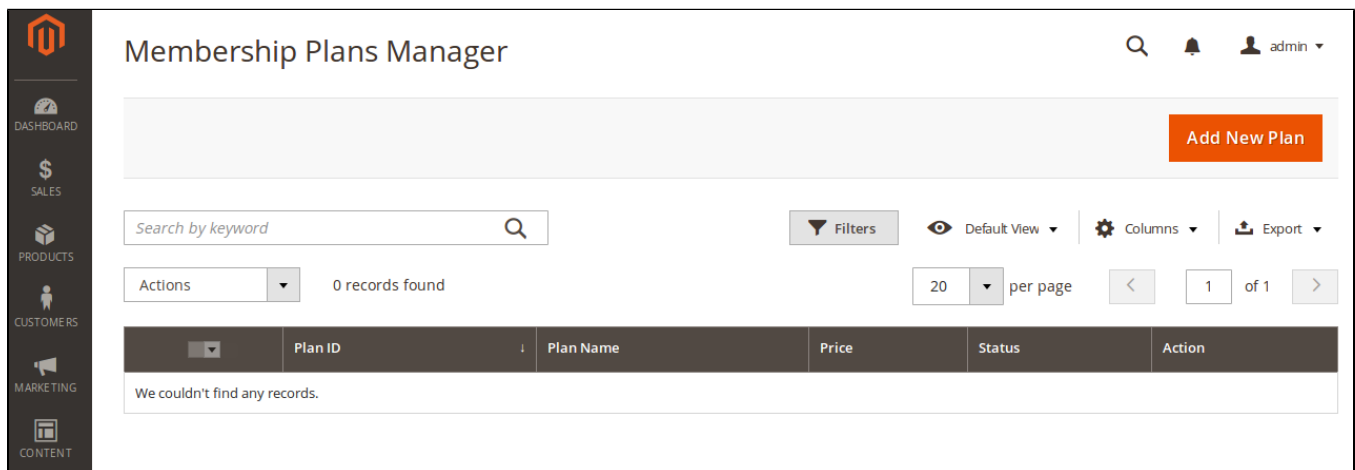 Membership Plans Manager
admin
DASHBOARD
Add New Plan
SALES
Search by keyword
Filters
Default View
Columns
Export
PRODUCTS
Actions
0 records found
20
per page
1
of 1
CUSTOMERS
Plan ID ↓
Plan Name
Price
Status
Action
MARKETING
We couldn't find any records.
CONTENT